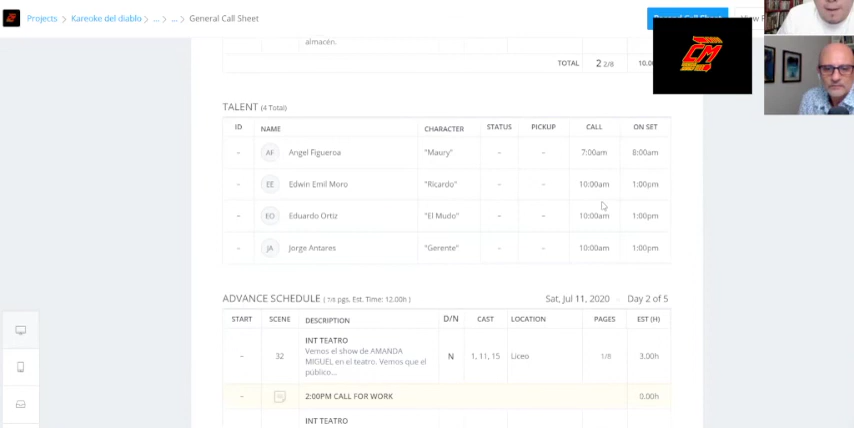 Projects > Kareoke del diablo > ... > ... > General Call Sheet
almacén.
TOTAL 2 2/8
TALENT (4 Total)
ID NAME CHARACTER STATUS PICKUP CALL ON SET
– AF Angel Figueroa "Maury" – – 7:00am 8:00am
– EE Edwin Emil Moro "Ricardo" – – 10:00am 1:00pm
– EO Eduardo Ortiz "El Mudo" – – 10:00am 1:00pm
– JA Jorge Antares "Gerente" – – 10:00am 1:00pm
ADVANCE SCHEDULE ( 1/8 pgs. Est. Time: 12.00h ) Sat, Jul 11, 2020 Day 2 of 5
START SCENE DESCRIPTION D/N CAST LOCATION PAGES EST (H)
INT TEATRO
Vemos el show de AMANDA
– 32 MIGUEL en el teatro. Vemos que el N 1, 11, 15 Liceo 1/8 3.00h
público...
– 2:00PM CALL FOR WORK 0.00h
INT TEATRO